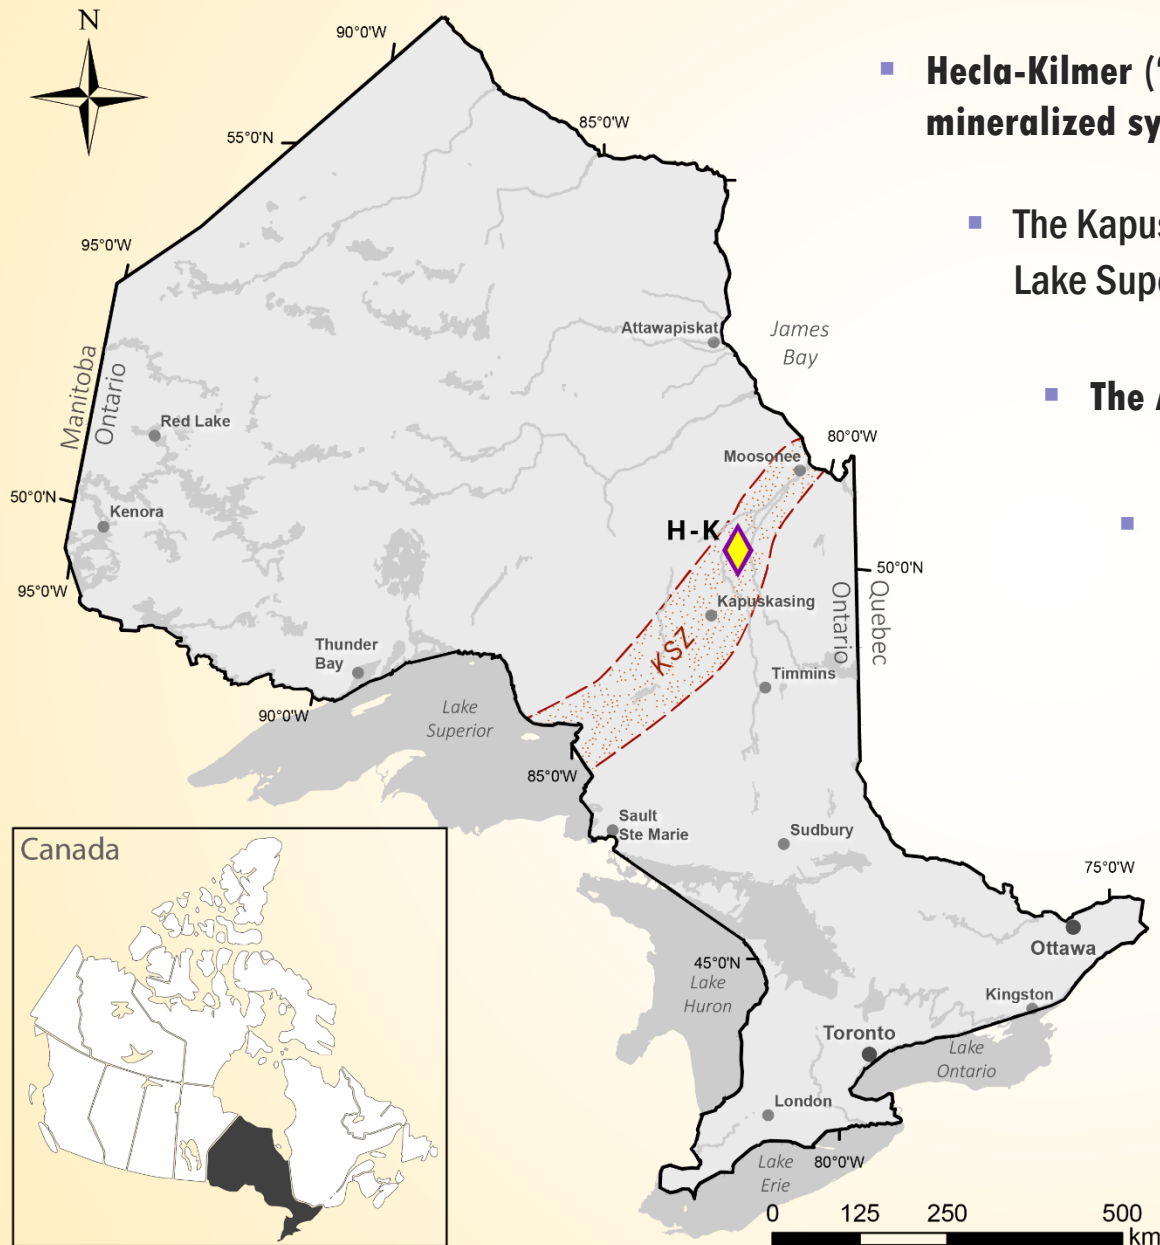 N
90°0'W
Hecla-Kilmer (
mineralized
55°0'N
85°0'W
The
Lake
95°0'W
Attawapiskat
James
Bay
Manitoba
Ontario
The
Red Lake
80°0'W
Moosonee
50°0'N
Kenora
H-K
50°0'N
95°0'W
Kapuskasing
Ontario
Quebec
KSZ
Thunder
Bay
Timmins
90°0'W
Lake
Superior
85°0'W
Sault
Ste Marie
Sudbury
Canada
75°0'W
Ottawa
45°0'N
Lake
Huron
Kingston
Toronto
Lake
Ontario
London
Lake
Erie
80°0'W
0 125 250 500
km